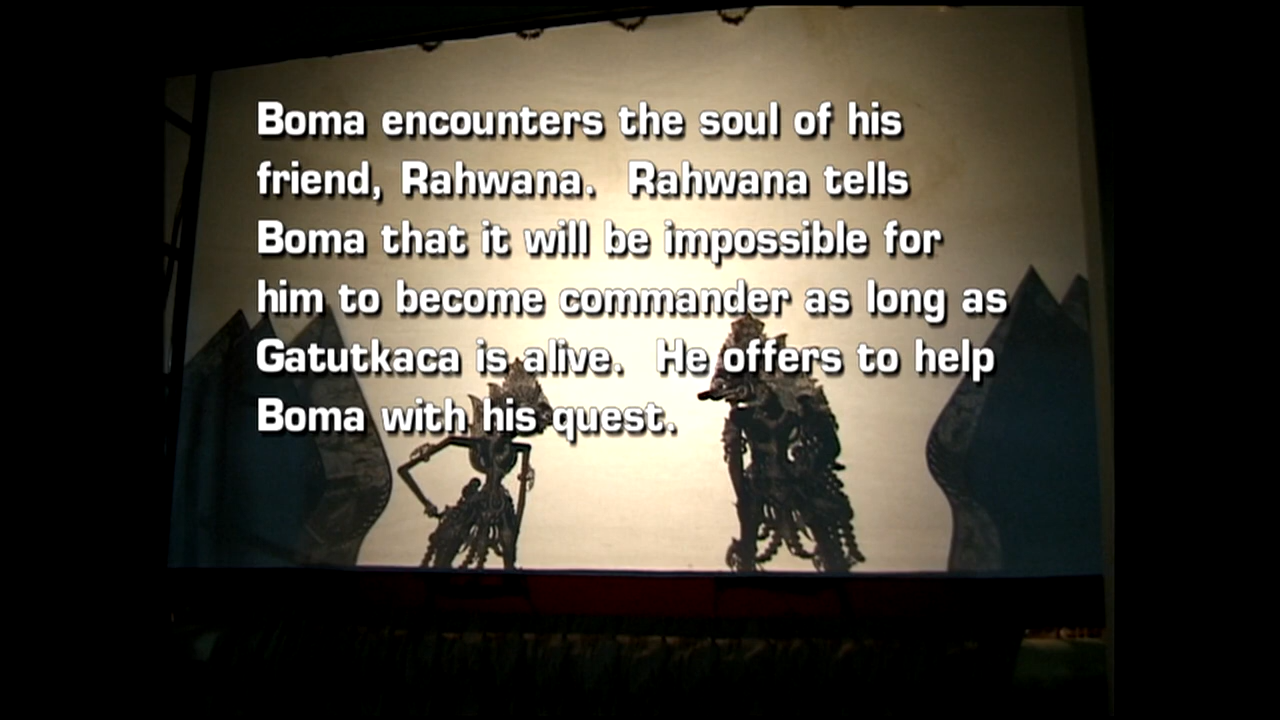 Boma encounters the soul of his
friend, Rahwana.  Rahwana tells
Boma that it will be impossible for
him to become commander as long as
Gatutkaca is alive.  He offers to help
Boma with his quest.